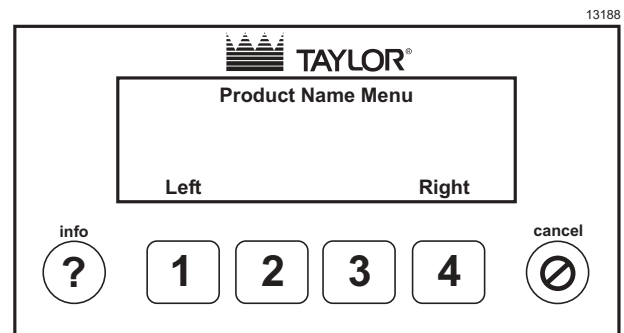 13188
TAYLOR®
Product Name Menu
Left Right
info cancel
? 1 2 3 4